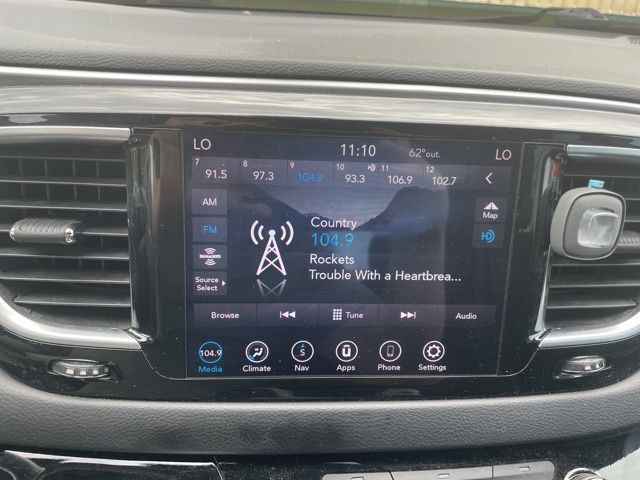 LO 11:10 62°out. LO
7 91.5 8 97.3 9 104.9 10 93.3 11 106.9 12 102.7
AM
FM
SiriusXM
Source Select
Country
104.9
Rockets
Trouble With a Heartbrea...
Map
Browse Tune Audio
104.9 S
Media Climate Nav Apps Phone Settings